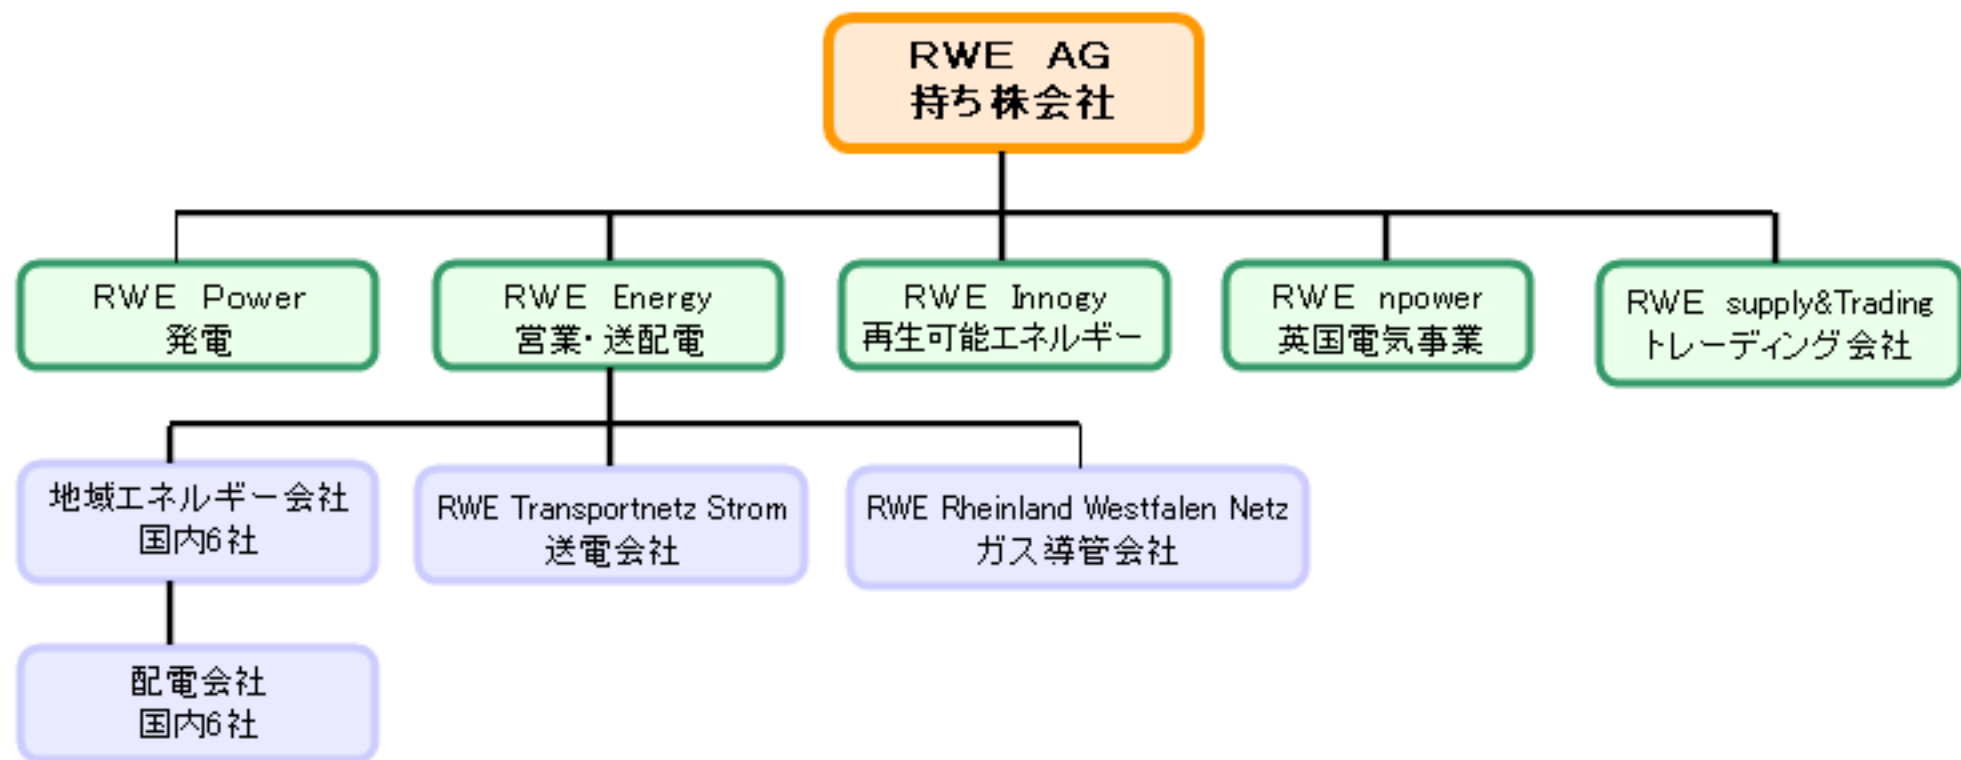 RWE AG
持ち株会社
RWE Power
発電
RWE Energy
営業・送配電
RWE Innogy
再生可能エネルギー
RWE npower
英国電気事業
RWE supply&Trading
トレーディング会社
地域エネルギー会社
国内6社
RWE Transportnetz Strom
送電会社
RWE Rheinland Westfalen Netz
ガス導管会社
配電会社
国内6社